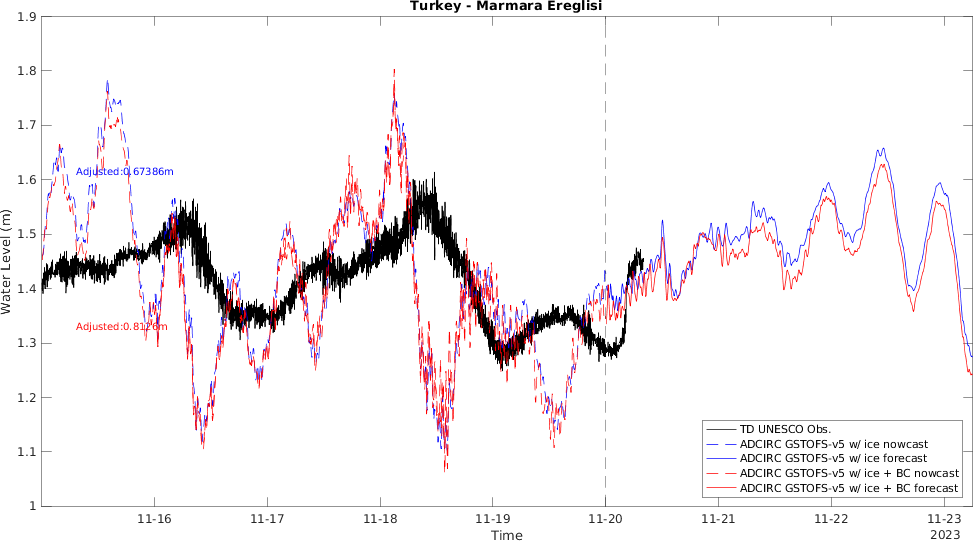 Turkey - Marmara Ereglisi
1.9
1.8
1.7
1.6
1.5
1.4
1.3
1.2
1.1
1
Water Level (m)
Adjusted:0.67386m
Adjusted:0.8126m
11-16
11-17
11-18
11-19
11-20
11-21
11-22
11-23
Time
2023
TD UNESCO Obs.
ADCIRC GSTOFS-v5 w/ ice nowcast
ADCIRC GSTOFS-v5 w/ ice forecast
ADCIRC GSTOFS-v5 w/ ice + BC nowcast
ADCIRC GSTOFS-v5 w/ ice + BC forecast